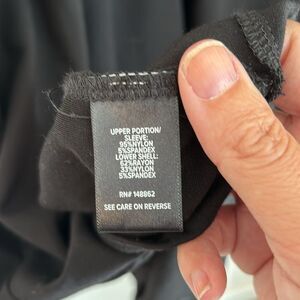 UPPER PORTION/
SLEEVE:
95%NYLON
5%SPANDEX
LOWER SHELL:
62%RAYON
33%NYLON
5%SPANDEX
RN# 148862
SEE CARE ON REVERSE